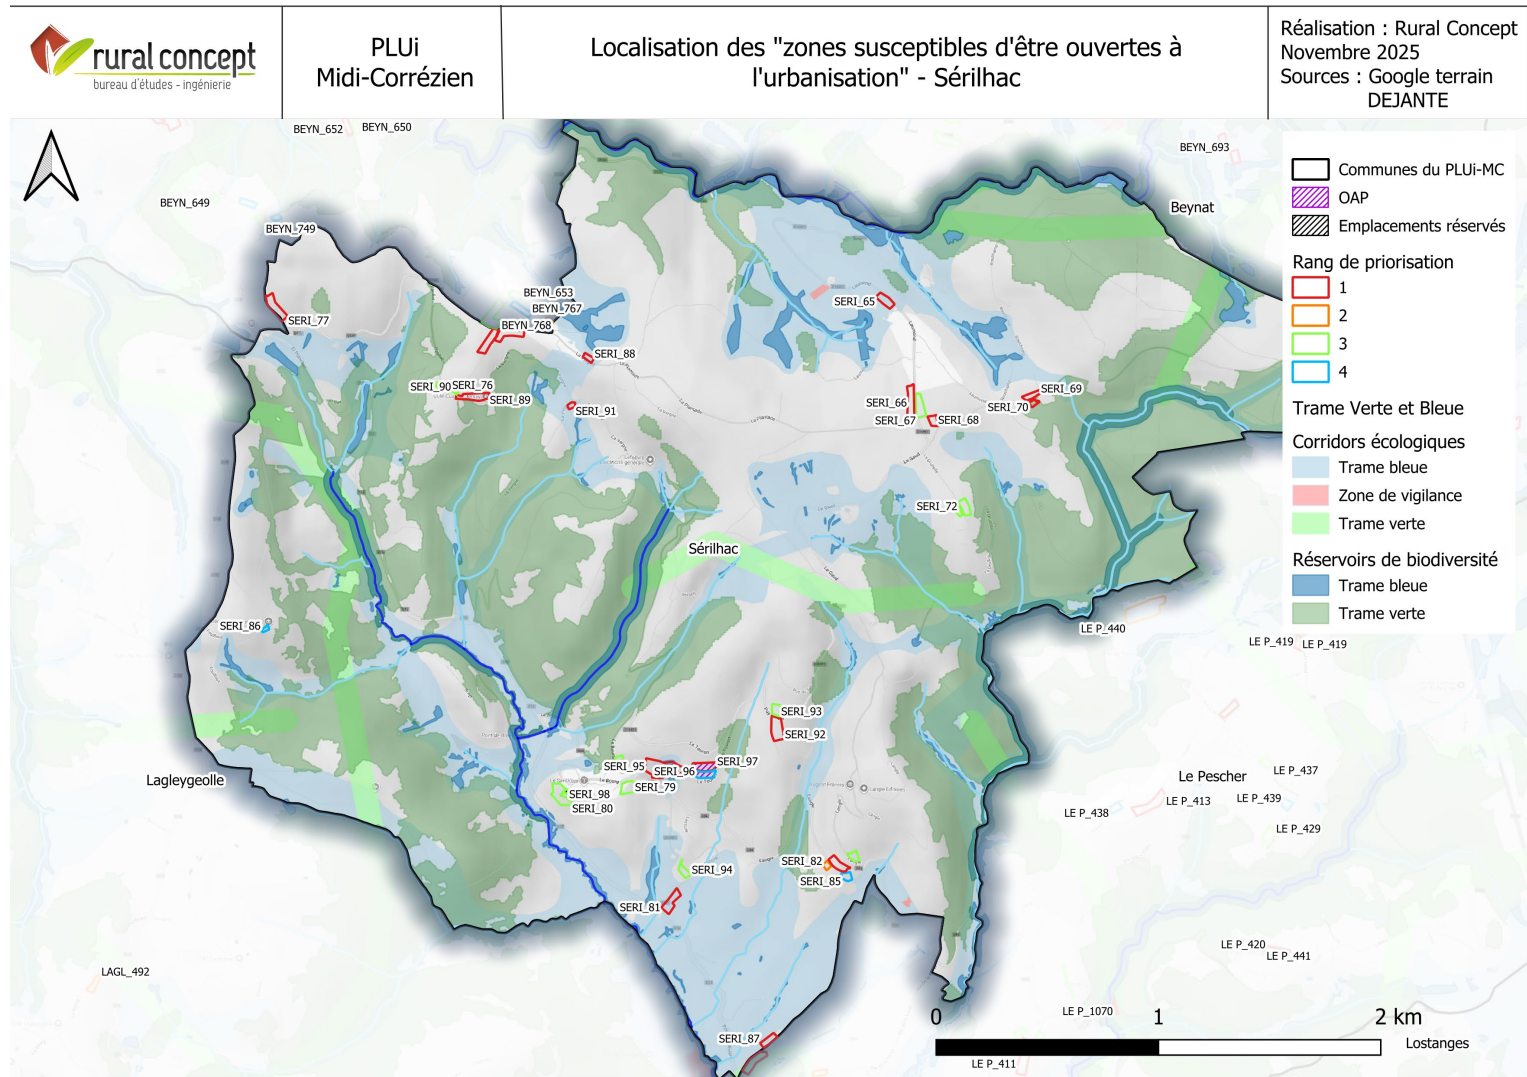 rural concept
bureau d'études - ingénierie
PLUi
Midi-Corrézien
Localisation des "zones susceptibles d'être ouvertes à
l'urbanisation" - Sérilhac
Réalisation : Rural Concept
Novembre 2025
Sources : Google terrain
DEJANTE
BEYN_652
BEYN_650
BEYN_693
BEYN_649
Beynat
BEYN_749
BEYN_653
BEYN_767
BEYN_768
SERI_77
SERI_65
SERI_88
SERI_90
SERI_76
SERI_89
SERI_91
SERI_66
SERI_67
SERI_68
SERI_69
SERI_70
SERI_72
Sérilhac
SERI_86
LE P_440
LE P_419
LE P_419
SERI_93
SERI_92
SERI_95
SERI_96
SERI_97
SERI_79
SERI_98
SERI_80
Lagleygeolle
Le Pescher
LE P_437
LE P_438
LE P_413
LE P_439
LE P_429
SERI_82
SERI_85
SERI_94
SERI_81
LAGL_492
LE P_420
LE P_441
LE P_1070
SERI_87
LE P_411
Lostanges
0
1
2 km
Communes du PLUi-MC
OAP
Emplacements réservés
Rang de priorisation
1
2
3
4
Trame Verte et Bleue
Corridors écologiques
Trame bleue
Zone de vigilance
Trame verte
Réservoirs de biodiversité
Trame bleue
Trame verte